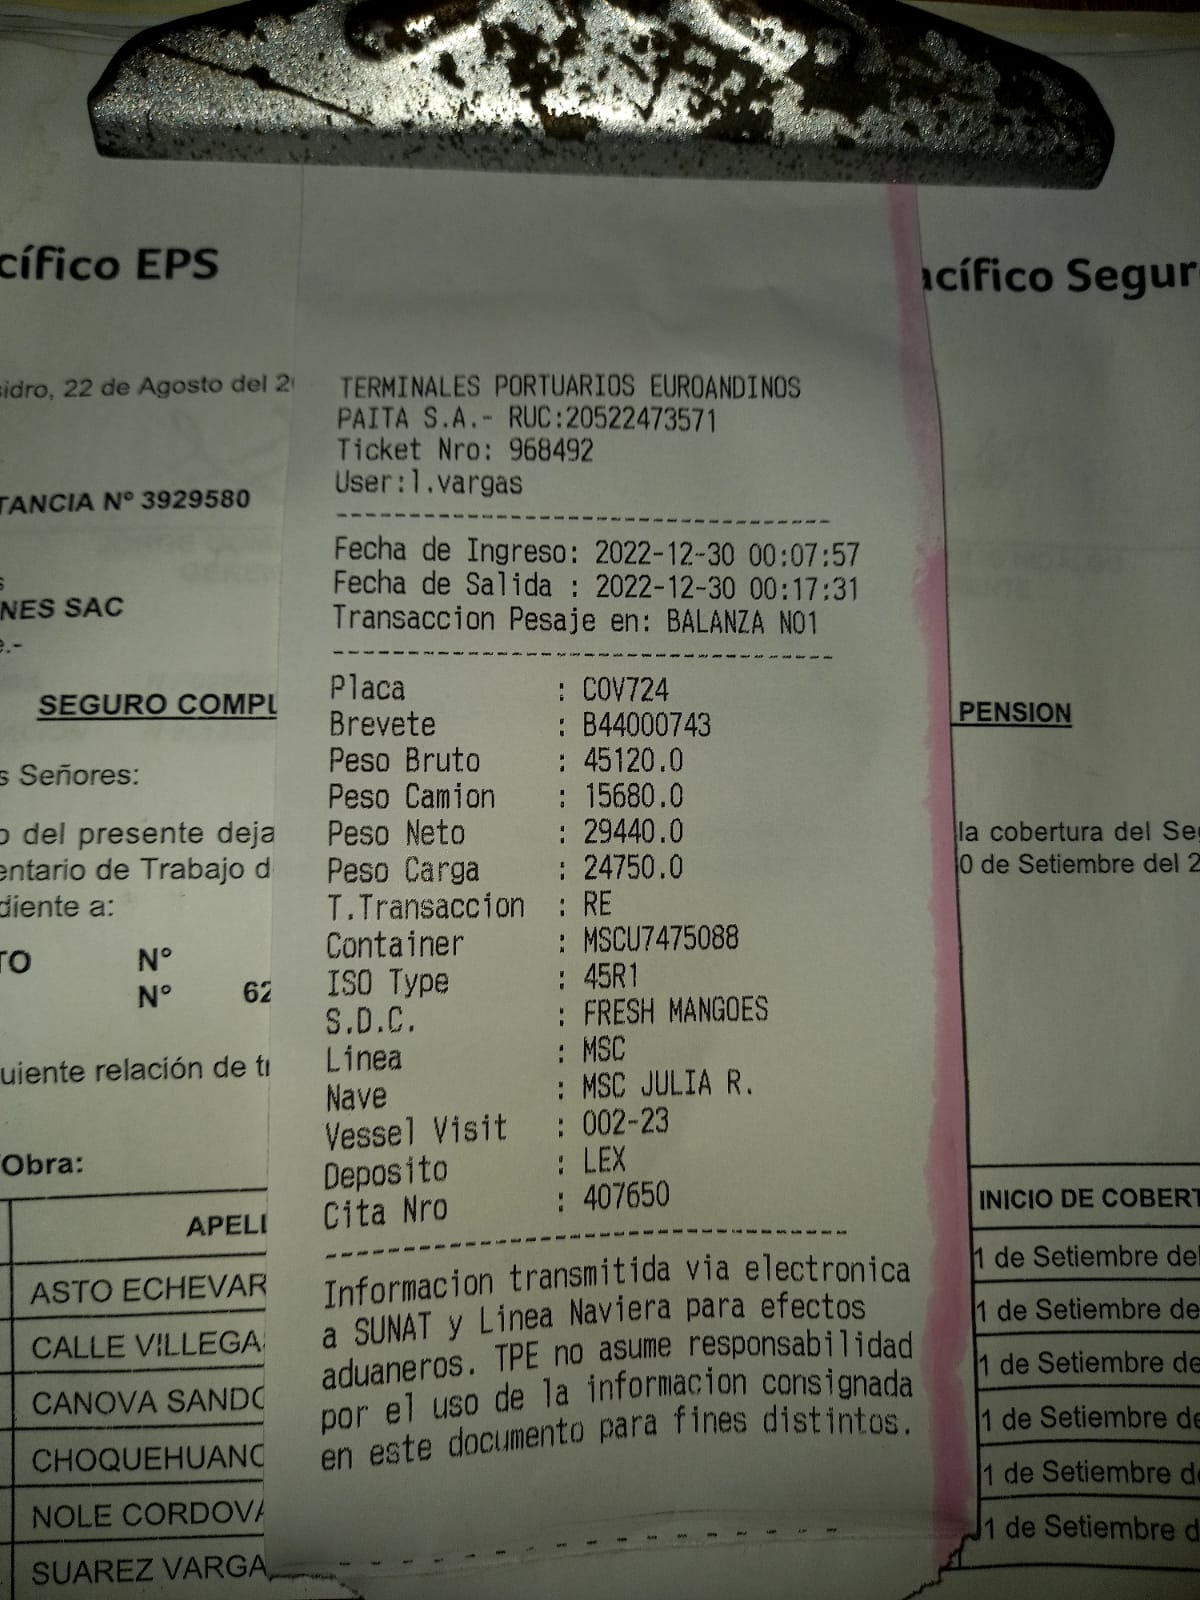 cífico EPS
acífico Segur
idro, 22 de Agosto del 2
TANCIA Nº 3929580
NES SAC
SEGURO COMPL
PENSION
s Señores:
o del presente deja
la cobertura del Se
entario de Trabajo d
0 de Setiembre del 2
diente a:
TO Nº
Nº 62
uiente relación de tr
Obra:
APELL
INICIO DE COBERT
ASTO ECHEVAR
1 de Setiembre de
CALLE VILLEGA
1 de Setiembre de
CANOVA SANDO
1 de Setiembre de
CHOQUEHUANC
1 de Setiembre de
NOLE CORDOVA
1 de Setiembre de
SUAREZ VARGA
1 de Setiembre d
TERMINALES PORTUARIOS EUROANDINOS
PAITA S.A.- RUC:20522473571
Ticket Nro: 968492
User:l.vargas
--------------------------------
Fecha de Ingreso: 2022-12-30 00:07:57
Fecha de Salida : 2022-12-30 00:17:31
Transaccion Pesaje en: BALANZA NO1
--------------------------------
Placa : COV724
Brevete : B44000743
Peso Bruto : 45120.0
Peso Camion : 15680.0
Peso Neto : 29440.0
Peso Carga : 24750.0
T.Transaccion : RE
Container : MSCU7475088
ISO Type : 45R1
S.D.C. : FRESH MANGOES
Linea : MSC
Nave : MSC JULIA R.
Vessel Visit : 002-23
Deposito : LEX
Cita Nro : 407650
--------------------------------
Informacion transmitida via electronica
a SUNAT y Linea Naviera para efectos
aduaneros. TPE no asume responsabilidad
por el uso de la informacion consignada
en este documento para fines distintos.